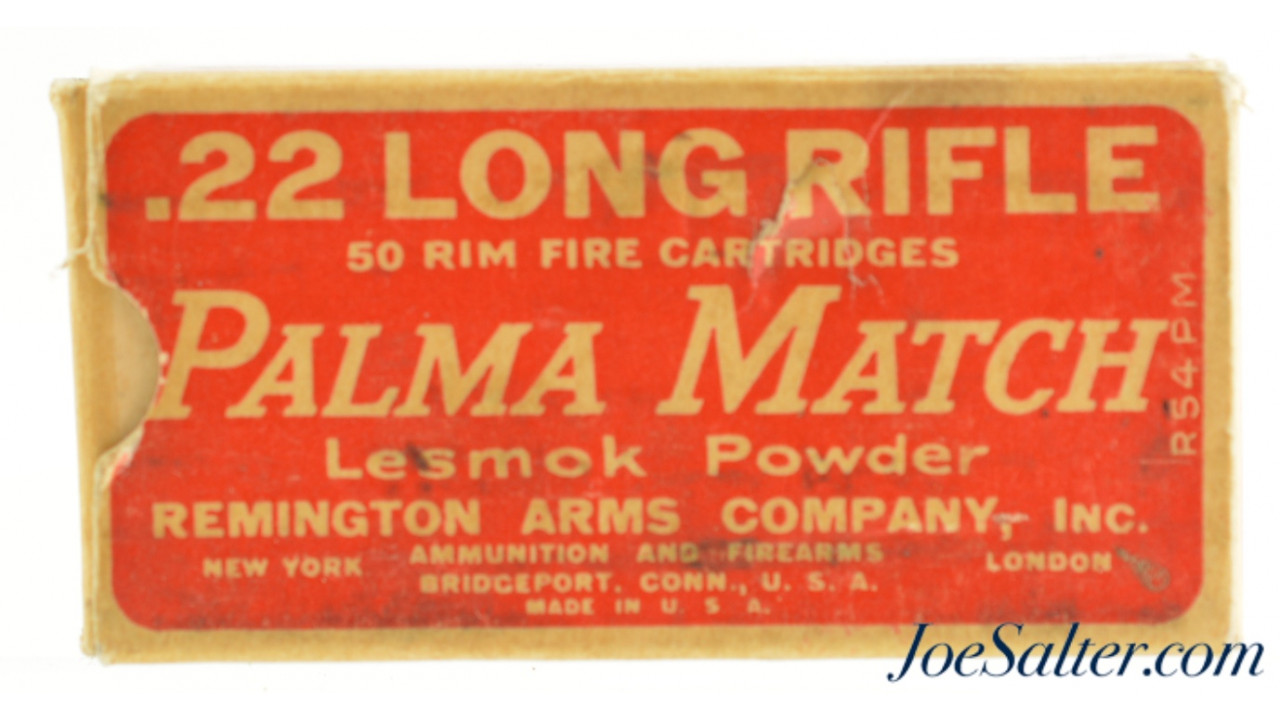 .22 LONG RIFLE
50 RIM FIRE CARTRIDGES
PALMA MATCH
Lesmok Powder
REMINGTON ARMS COMPANY, INC.
NEW YORK AMMUNITION AND FIREARMS LONDON
BRIDGEPORT, CONN., U. S. A.
MADE IN U. S. A.
R54PM
JoeSalter.com